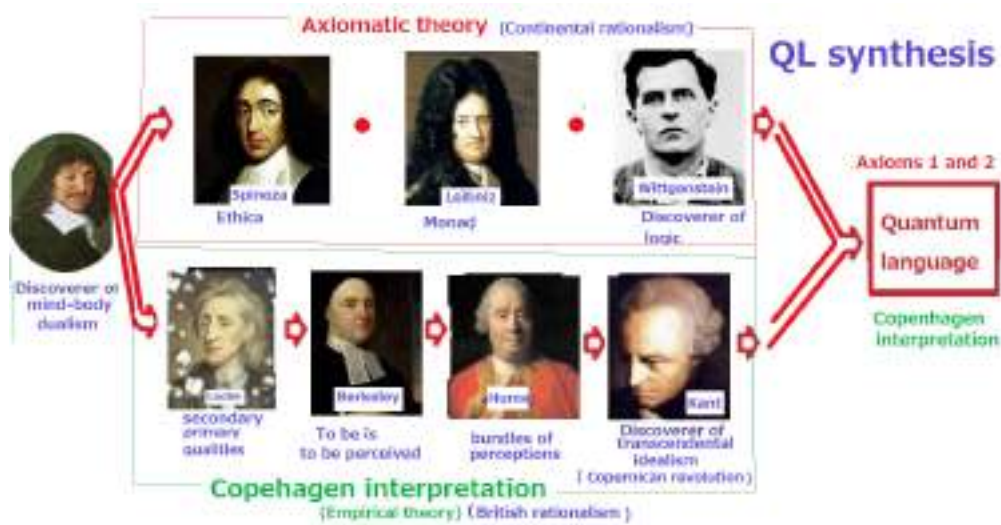 Axiomatic theory (Continental rationalism)
QL synthesis
Spinoza
Ethica
Leibniz
Monad
Wittgenstein
Discoverer of
logic
Axioms 1 and 2
Quantum
language
Copenhagen
interpretation
Discoverer of
mind-body
dualism
Locke
secondary
primary
qualities
Berkeley
To be is
to be perceived
Hume
bundles of
perceptions
Kant
Discoverer of
transcendental
idealism
( Copernican revolution )
Copehagen interpretation
(Empirical theory) (British rationalism )